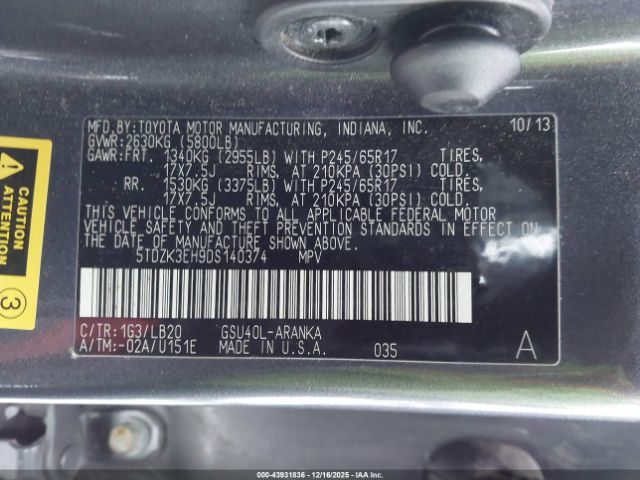 MFD.BY:TOYOTA MOTOR MANUFACTURING, INDIANA, INC. 10/13
GVWR:2630KG (5800LB)
GAWR:FRT. 1340KG (2955LB) WITH P245/65R17 TIRES,
17X7.5J RIMS, AT 210KPA (30PSI) COLD.
RR. 1530KG (3375LB) WITH P245/65R17 TIRES,
17X7.5J RIMS, AT 210KPA (30PSI) COLD.
THIS VEHICLE CONFORMS TO ALL APPLICABLE FEDERAL MOTOR
VEHICLE SAFETY AND THEFT PREVENTION STANDARDS IN EFFECT ON
THE DATE OF MANUFACTURE SHOWN ABOVE.
5TDZK3EH9DS140374 MPV
C/TR:1G3/LB20 GSU40L-ARANKA
A/TM:-02A/U151E MADE IN U.S.A. 035 A
CAUTION
ATTENTION
3
000-43931836 - 12/16/2025 - IAAI.COM